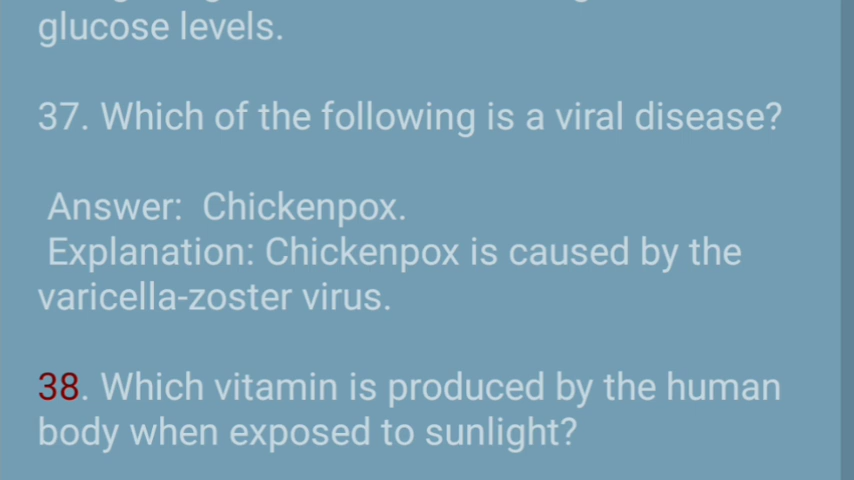 glucose levels.
37. Which of the following is a viral disease?
Answer: Chickenpox.
Explanation: Chickenpox is caused by the
varicella-zoster virus.
38. Which vitamin is produced by the human
body when exposed to sunlight?